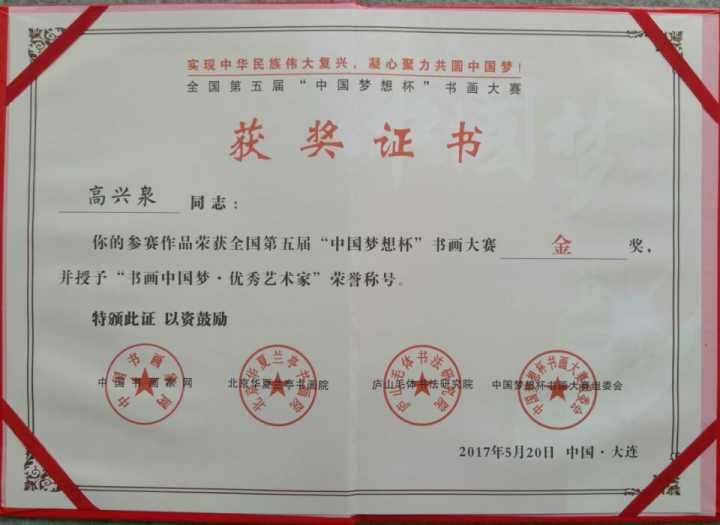 实现中华民族伟大复兴，凝心聚力共圆中国梦！
全国第五届“中国梦想杯”书画大赛
获奖证书
高兴泉 同志：
你的参赛作品荣获全国第五届“中国梦想杯”书画大赛 金 奖，
并授予“书画中国梦·优秀艺术家”荣誉称号。
特颁此证 以资鼓励
中国书画家网 北京华夏兰亭书画院 庐山毛体书法研究院 中国梦想杯书画大赛组委会
2017年5月20日 中国·大连